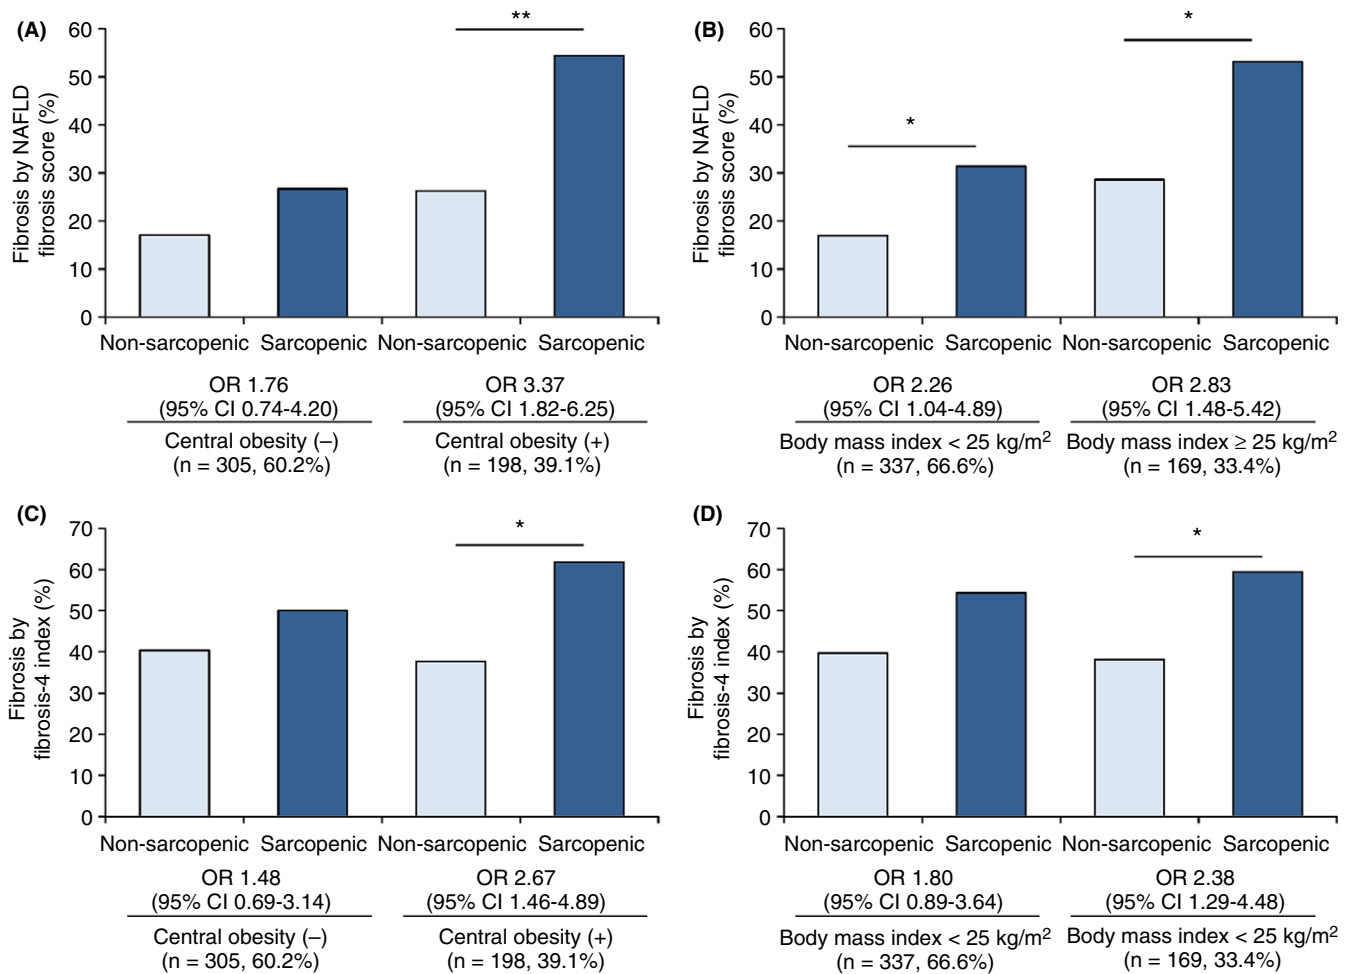 (A)
**
Fibrosis by NAFLD
fibrosis score (%)
60
50
40
30
20
10
0
Non-sarcopenic Sarcopenic Non-sarcopenic Sarcopenic
OR 1.76
(95% CI 0.74-4.20)
Central obesity (–)
(n = 305, 60.2%)
OR 3.37
(95% CI 1.82-6.25)
Central obesity (+)
(n = 198, 39.1%)
(B)
*
*
Fibrosis by NAFLD
fibrosis score (%)
60
50
40
30
20
10
0
Non-sarcopenic Sarcopenic Non-sarcopenic Sarcopenic
OR 2.26
(95% CI 1.04-4.89)
Body mass index < 25 kg/m²
(n = 337, 66.6%)
OR 2.83
(95% CI 1.48-5.42)
Body mass index ≥ 25 kg/m²
(n = 169, 33.4%)
(C)
*
Fibrosis by
fibrosis-4 index (%)
70
60
50
40
30
20
10
0
Non-sarcopenic Sarcopenic Non-sarcopenic Sarcopenic
OR 1.48
(95% CI 0.69-3.14)
Central obesity (–)
(n = 305, 60.2%)
OR 2.67
(95% CI 1.46-4.89)
Central obesity (+)
(n = 198, 39.1%)
(D)
*
Fibrosis by
fibrosis-4 index (%)
70
60
50
40
30
20
10
0
Non-sarcopenic Sarcopenic Non-sarcopenic Sarcopenic
OR 1.80
(95% CI 0.89-3.64)
Body mass index < 25 kg/m²
(n = 337, 66.6%)
OR 2.38
(95% CI 1.29-4.48)
Body mass index < 25 kg/m²
(n = 169, 33.4%)